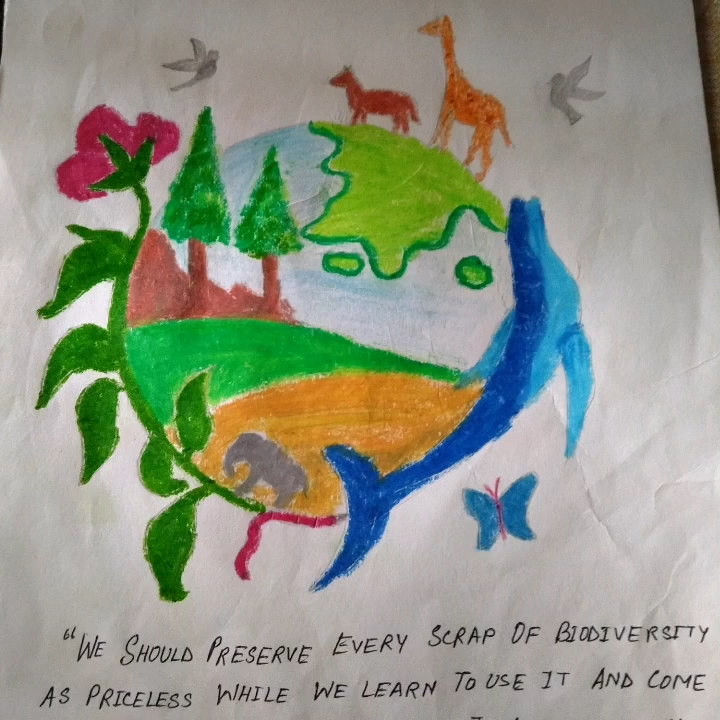 "WE SHOULD PRESERVE EVERY SCRAP OF BIODIVERSITY
AS PRICELESS WHILE WE LEARN TO USE IT AND COME